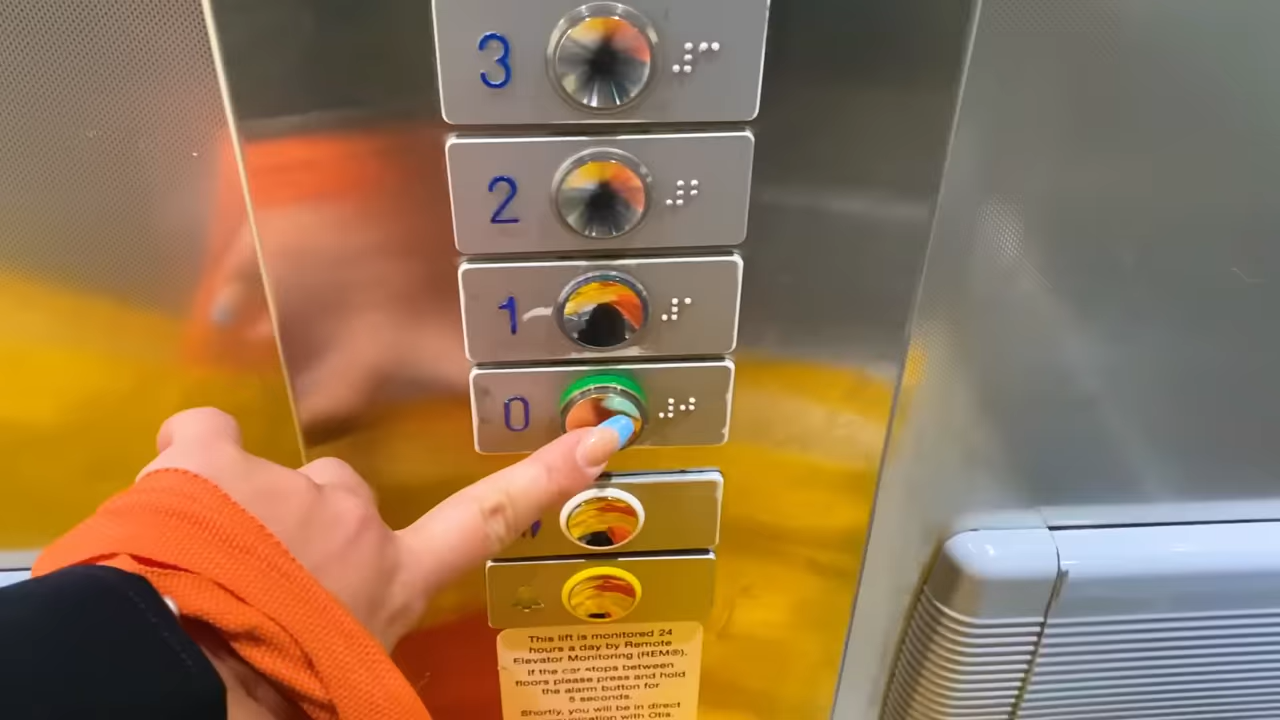 3
2
1
0
This lift is monitored 24
hours a day by Remote
Elevator Monitoring (REM®).
If the car stops between
floors please press and hold
the alarm button for
5 seconds.
Shortly, you will be in direct
with Otis.